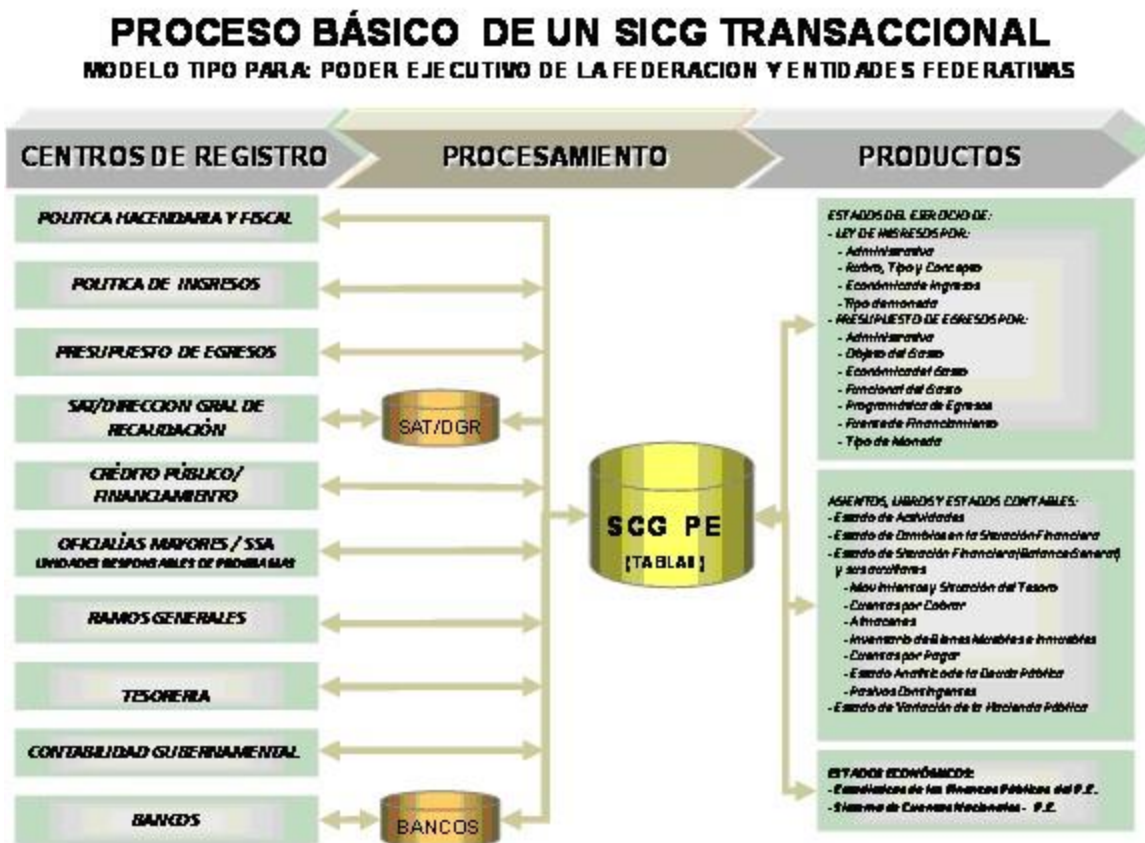 PROCESO BÁSICO DE UN SICG TRANSACCIONAL
MODELO TIPO PARA: PODER EJECUTIVO DE LA FEDERACION Y ENTIDADES FEDERATIVAS
CENTROS DE REGISTRO
PROCESAMIENTO
PRODUCTOS
POLITICA HACENDARIA Y FISCAL
POLITICA DE INGRESOS
PRESUPUESTO DE EGRESOS
SAT/DIRECCION GRAL DE
RECAUDACIÓN
CRÉDITO PÚBLICO/
FINANCIAMIENTO
OFICIALÍAS MAYORES / SSA
UNIDADES RESPONSABLES DE PROGRAMAS
RAMOS GENERALES
TESORERIA
CONTABILIDAD GUBERNAMENTAL
BANCOS
SAT/DGR
BANCOS
SCG PE
ESTADOS DEL EJERCICIO DE:
- LEY DE INGRESOS POR:
- Administrativa
- Rubro, Tipo y Concepto
- Económica de Ingresos
- Tipo de moneda
- PRESUPUESTO DE EGRESOS POR:
- Administrativa
- Objeto del Gasto
- Económica del Gasto
- Funcional del Gasto
- Programática de Egresos
- Fuente de Financiamiento
- Tipo de Moneda
ASIENTOS, LIBROS Y ESTADOS CONTABLES:
- Estado de Actividades
- Estado de Cambios en la Situación Financiera
- Estado de Situación Financiera (Balance General)
y sus auxiliares
- Movimientos y Situación del Tesoro
- Cuentas por Cobrar
- Almacenes
- Inventario de Bienes Muebles e Inmuebles
- Cuentas por Pagar
- Estado Analítico de la Deuda Pública
- Pasivos Contingentes
- Estado de Variación de la Hacienda Pública
ESTADOS ECONÓMICOS:
- Estadísticas de las Finanzas Públicas del P.E.
- Sistema de Cuentas Nacionales - P.E.